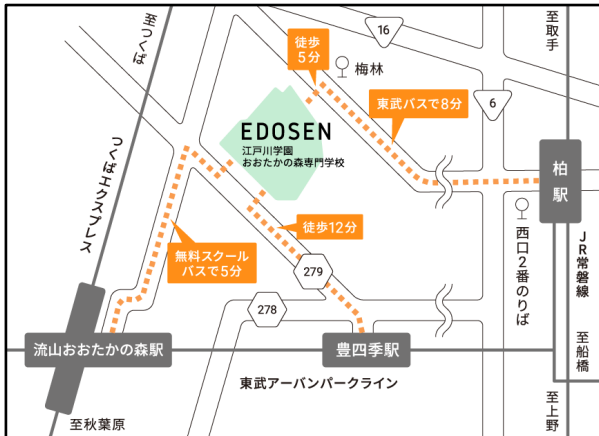 至つくば
16
至取手
徒歩
5分
梅林
東武バスで8分
6
EDOSEN
江戸川学園
おおたかの森専門学校
柏駅
つくばエクスプレス
徒歩12分
西口2番のりば
JR常磐線
無料スクール
バスで5分
279
278
流山おおたかの森駅
豊四季駅
至船橋
東武アーバンパークライン
至秋葉原
至上野